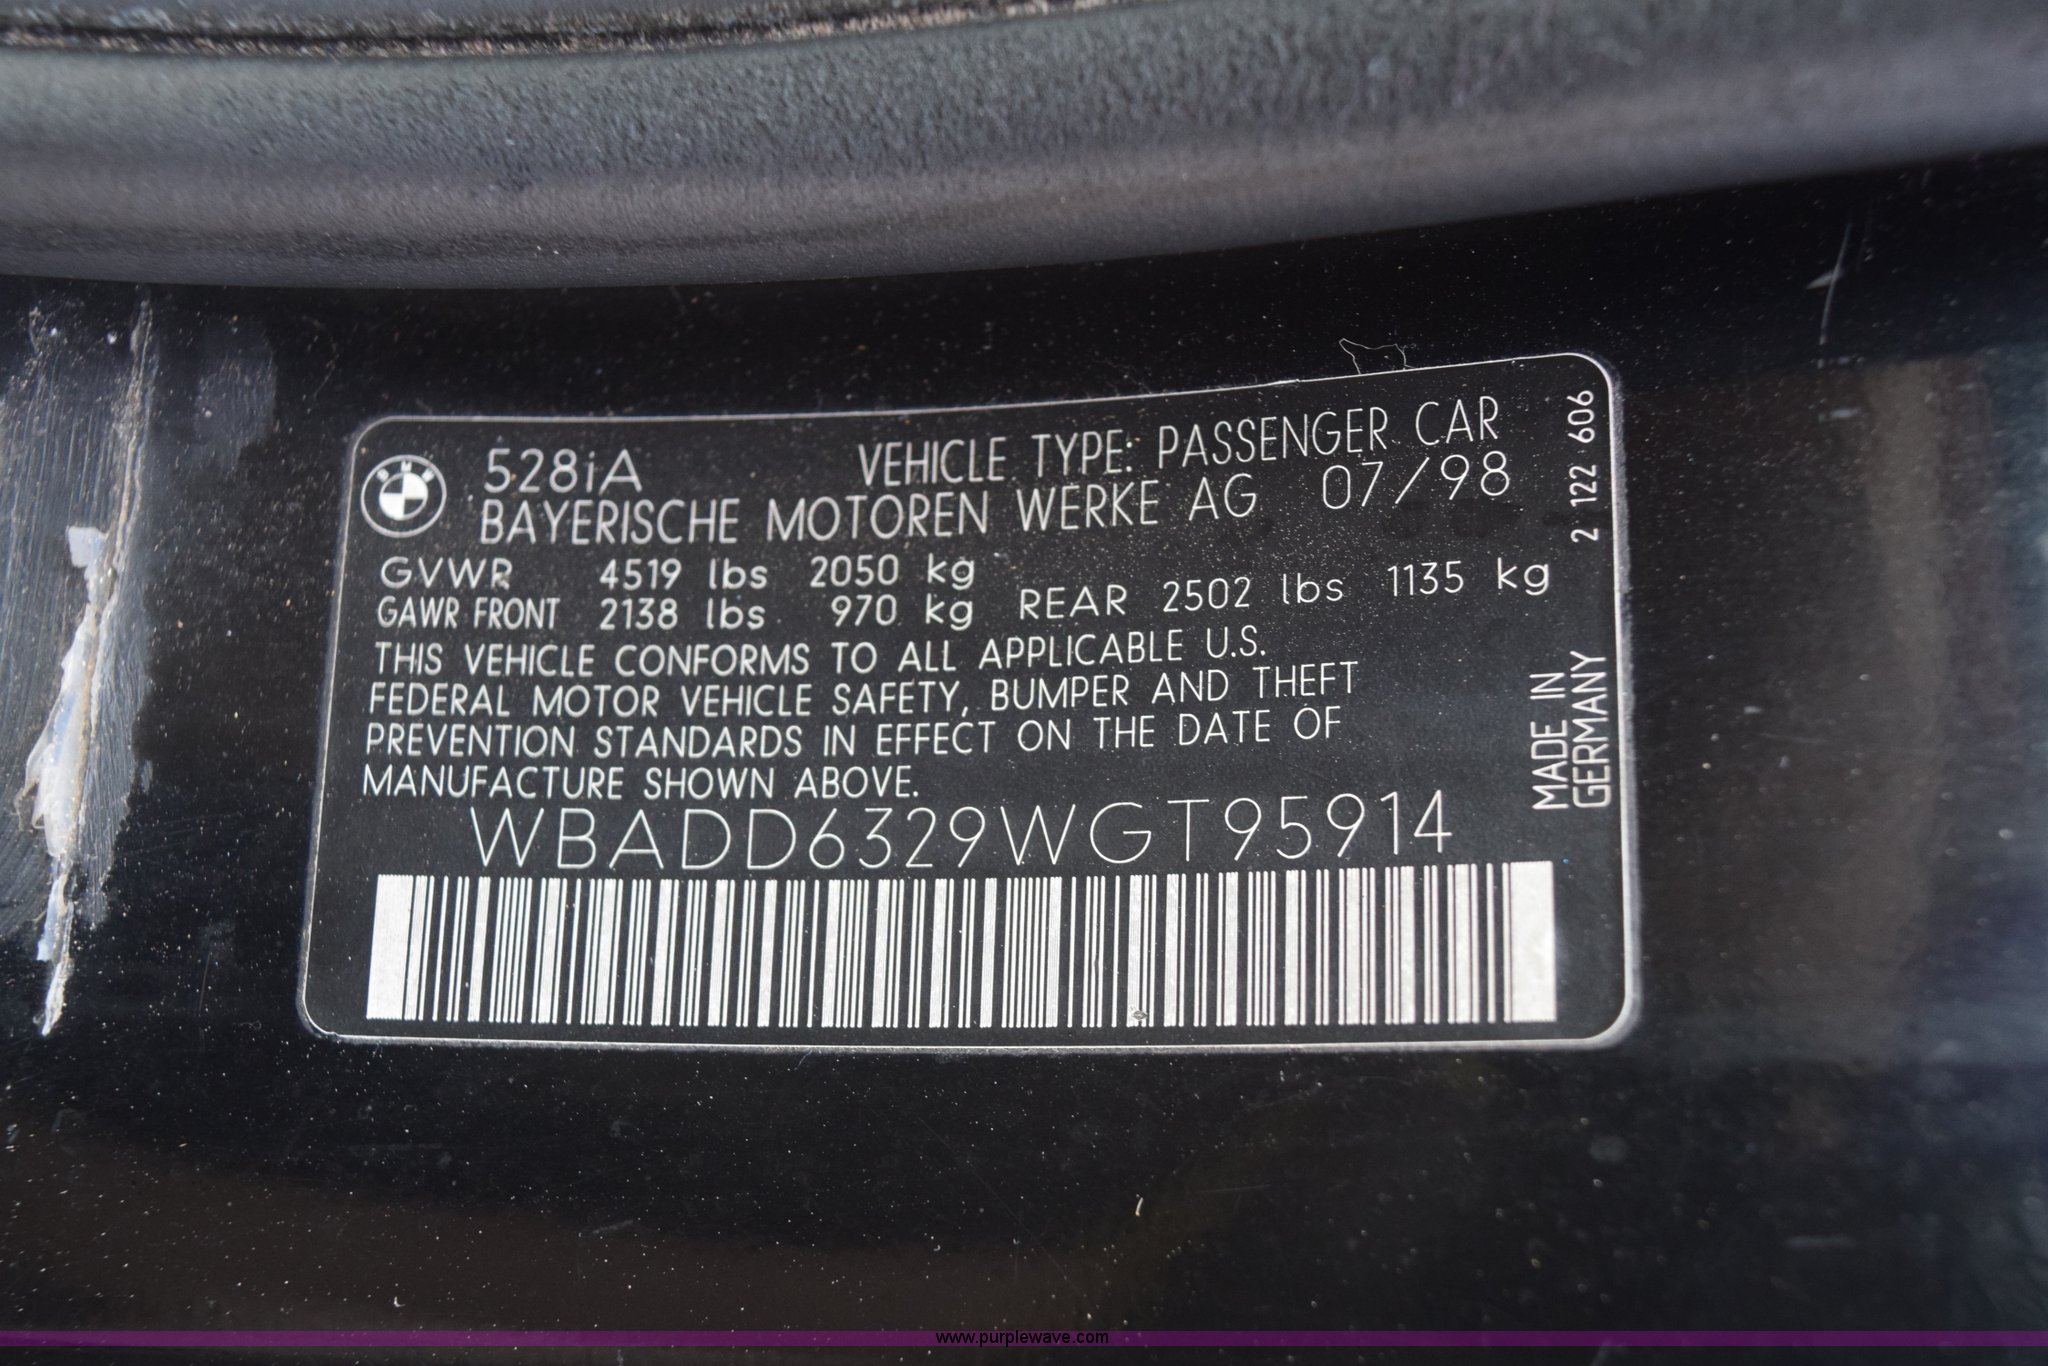 BMW
528iA VEHICLE TYPE: PASSENGER CAR
BAYERISCHE MOTOREN WERKE AG 07/98
GVWR 4519 lbs 2050 kg
GAWR FRONT 2138 lbs 970 kg REAR 2502 lbs 1135 kg
THIS VEHICLE CONFORMS TO ALL APPLICABLE U.S.
FEDERAL MOTOR VEHICLE SAFETY, BUMPER AND THEFT
PREVENTION STANDARDS IN EFFECT ON THE DATE OF
MANUFACTURE SHOWN ABOVE.
WBADD6329WGT95914
2 122 606
MADE IN
GERMANY
www.purplewave.com